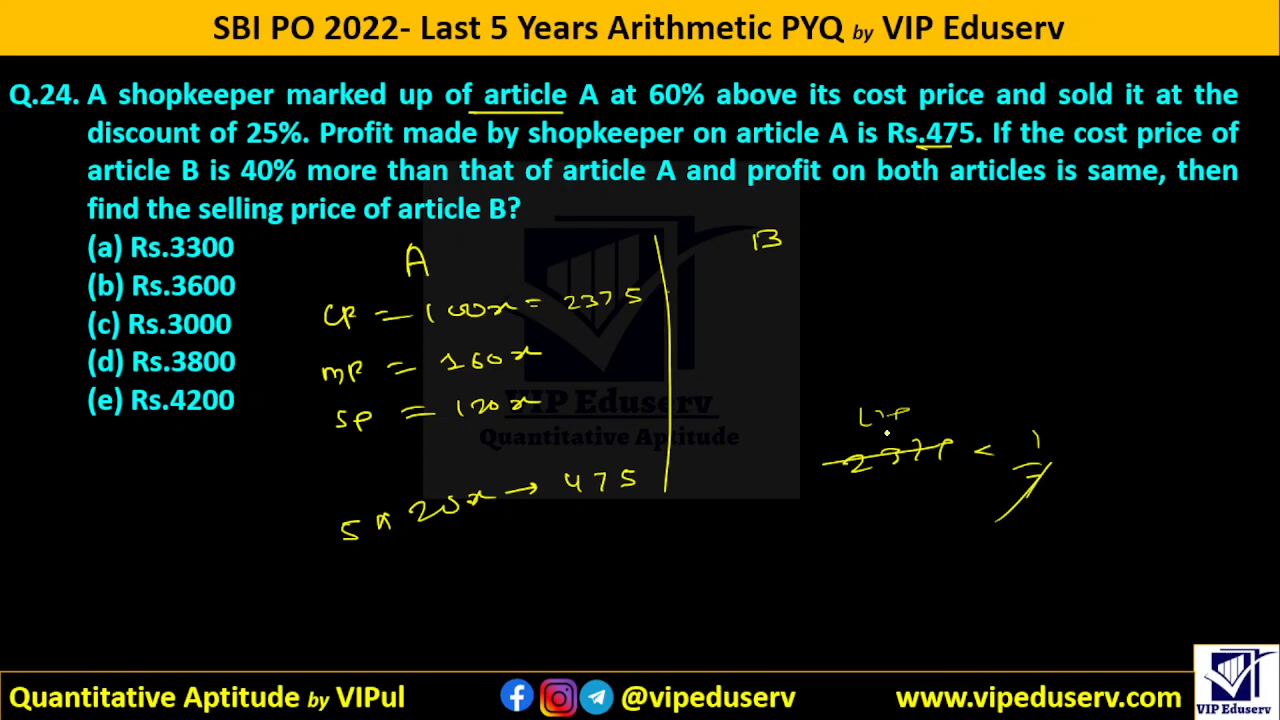 SBI PO 2022- Last 5 Years Arithmetic PYQ by VIP Eduserv
Q.24. A shopkeeper marked up of article A at 60% above its cost price and sold it at the
discount of 25%. Profit made by shopkeeper on article A is Rs.475. If the cost price of
article B is 40% more than that of article A and profit on both articles is same, then
find the selling price of article B?
(a) Rs.3300
(b) Rs.3600
(c) Rs.3000
(d) Rs.3800
(e) Rs.4200
A
B
CP = 100x = 2375
MP = 160x
SP = 120x
5 × 20x → 475
VIP Eduserv
Quantitative Aptitude
Quantitative Aptitude by VIPul
@vipeduserv
www.vipeduserv.com
VIP Eduserv